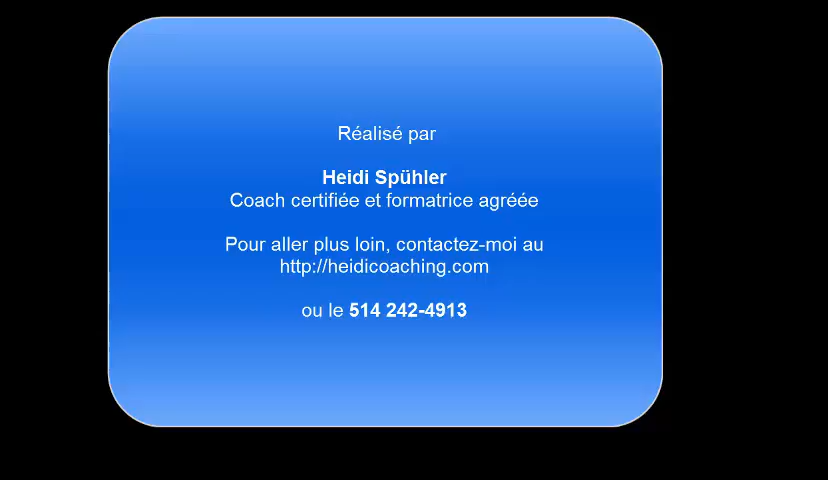 Réalisé par
Heidi Spühler
Coach certifiée et formatrice agréée
Pour aller plus loin, contactez-moi au
http://heidicoaching.com
ou le 514 242-4913